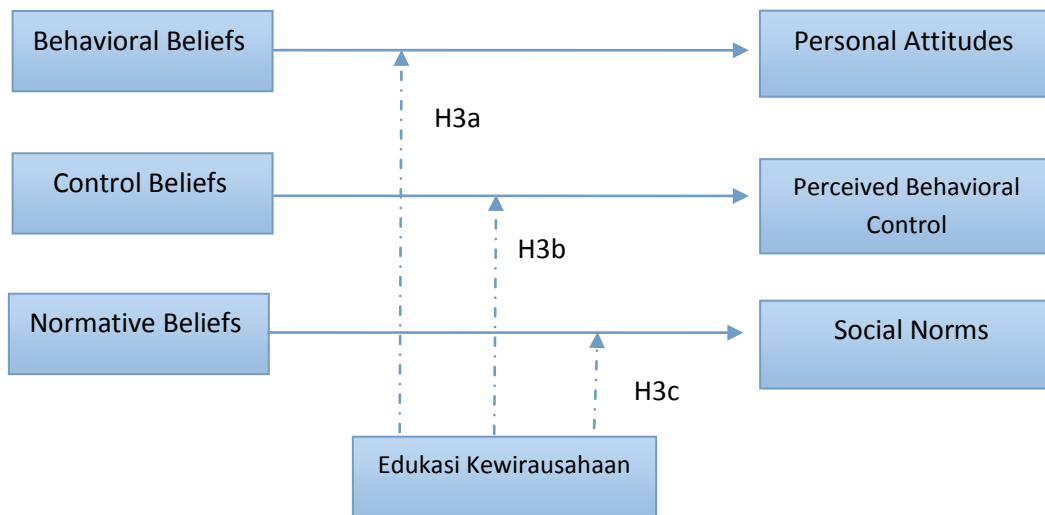 Behavioral Beliefs
Personal Attitudes
H3a
Control Beliefs
Perceived Behavioral
Control
H3b
Normative Beliefs
Social Norms
H3c
Edukasi Kewirausahaan